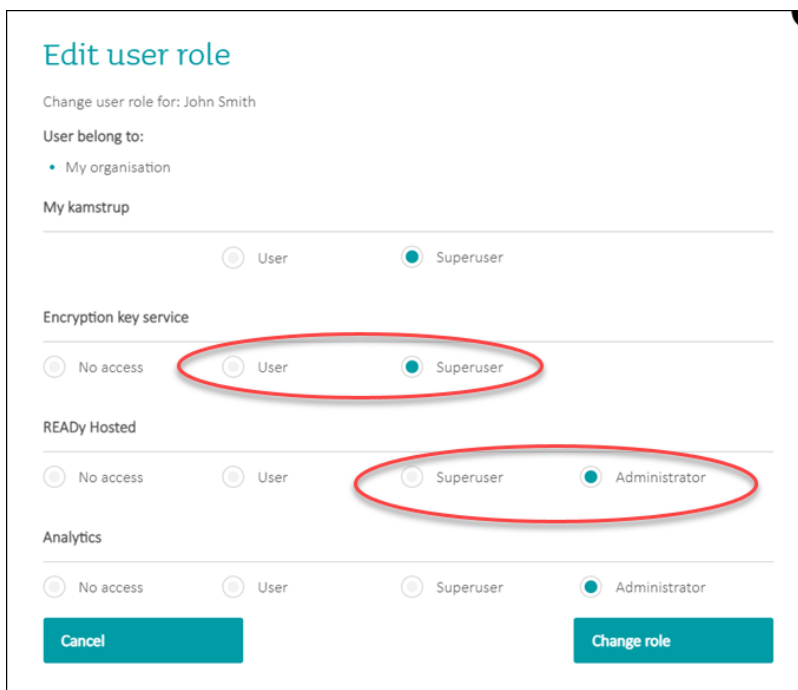 Edit user role
Change user role for: John Smith
User belong to:
• My organisation
My kamstrup
User Superuser
Encryption key service
No access User Superuser
READy Hosted
No access User Superuser Administrator
Analytics
No access User Superuser Administrator
Cancel Change role